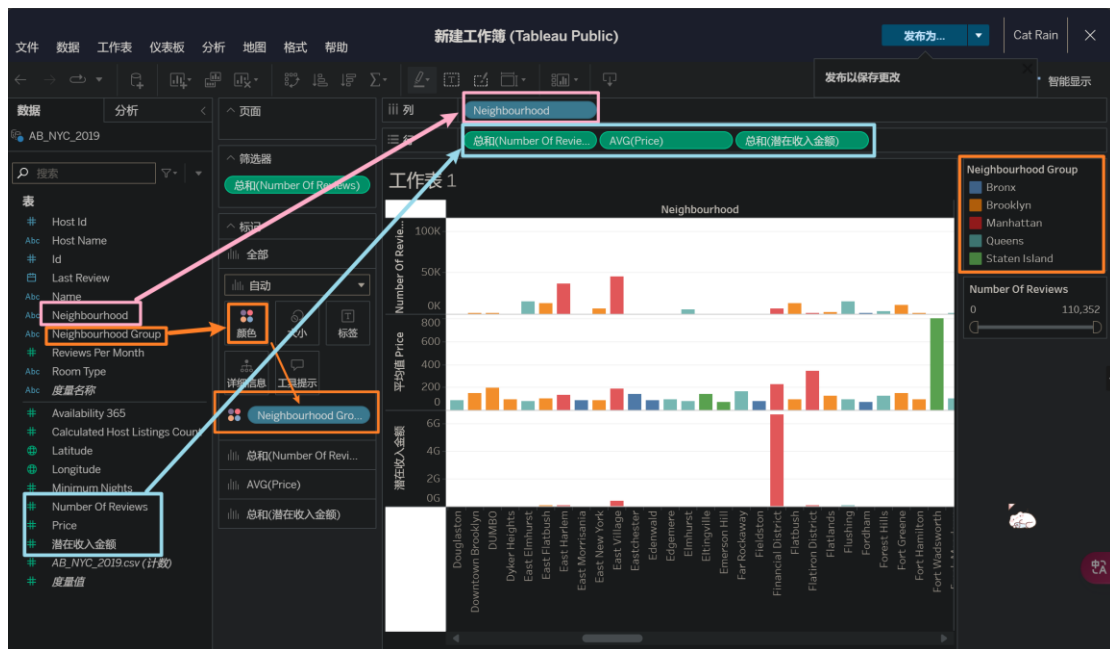 新建工作簿 (Tableau Public)
发布为...
Cat Rain
文件 数据 工作表 仪表板 分析 地图 格式 帮助
发布以保存更改
智能显示
数据 分析
AB_NYC_2019
搜索
表
Host Id
Abc Host Name
Id
Last Review
Abc Name
Abc Neighbourhood
Abc Neighbourhood Group
Reviews Per Month
Abc Room Type
Abc 度量名称
Availability 365
Calculated Host Listings Count
Latitude
Longitude
Minimum Nights
Number Of Reviews
Price
潜在收入金额
AB_NYC_2019.csv (计数)
度量值
页面
筛选器
总和(Number Of Reviews)
标记
全部
自动
颜色 大小 标签
详细信息 工具提示
Neighbourhood Gro...
总和(Number Of Revi...
AVG(Price)
总和(潜在收入金额)
列 Neighbourhood
行 总和(Number Of Revie... AVG(Price) 总和(潜在收入金额)
工作表 1
Neighbourhood
Number Of Revie...
100K
50K
0K
平均值 Price
800
600
400
200
0
潜在收入金额
6G
4G
2G
0G
Douglaston
Downtown Brooklyn
DUMBO
Dyker Heights
East Elmhurst
East Flatbush
East Harlem
East Morrisania
East New York
East Village
Eastchester
Edenwald
Edgemere
Elmhurst
Eltingville
Emerson Hill
Far Rockaway
Fieldston
Financial District
Flatbush
Flatiron District
Flatlands
Flushing
Fordham
Forest Hills
Fort Greene
Fort Hamilton
Fort Wadsworth
Neighbourhood Group
Bronx
Brooklyn
Manhattan
Queens
Staten Island
Number Of Reviews
0 110,352
中A